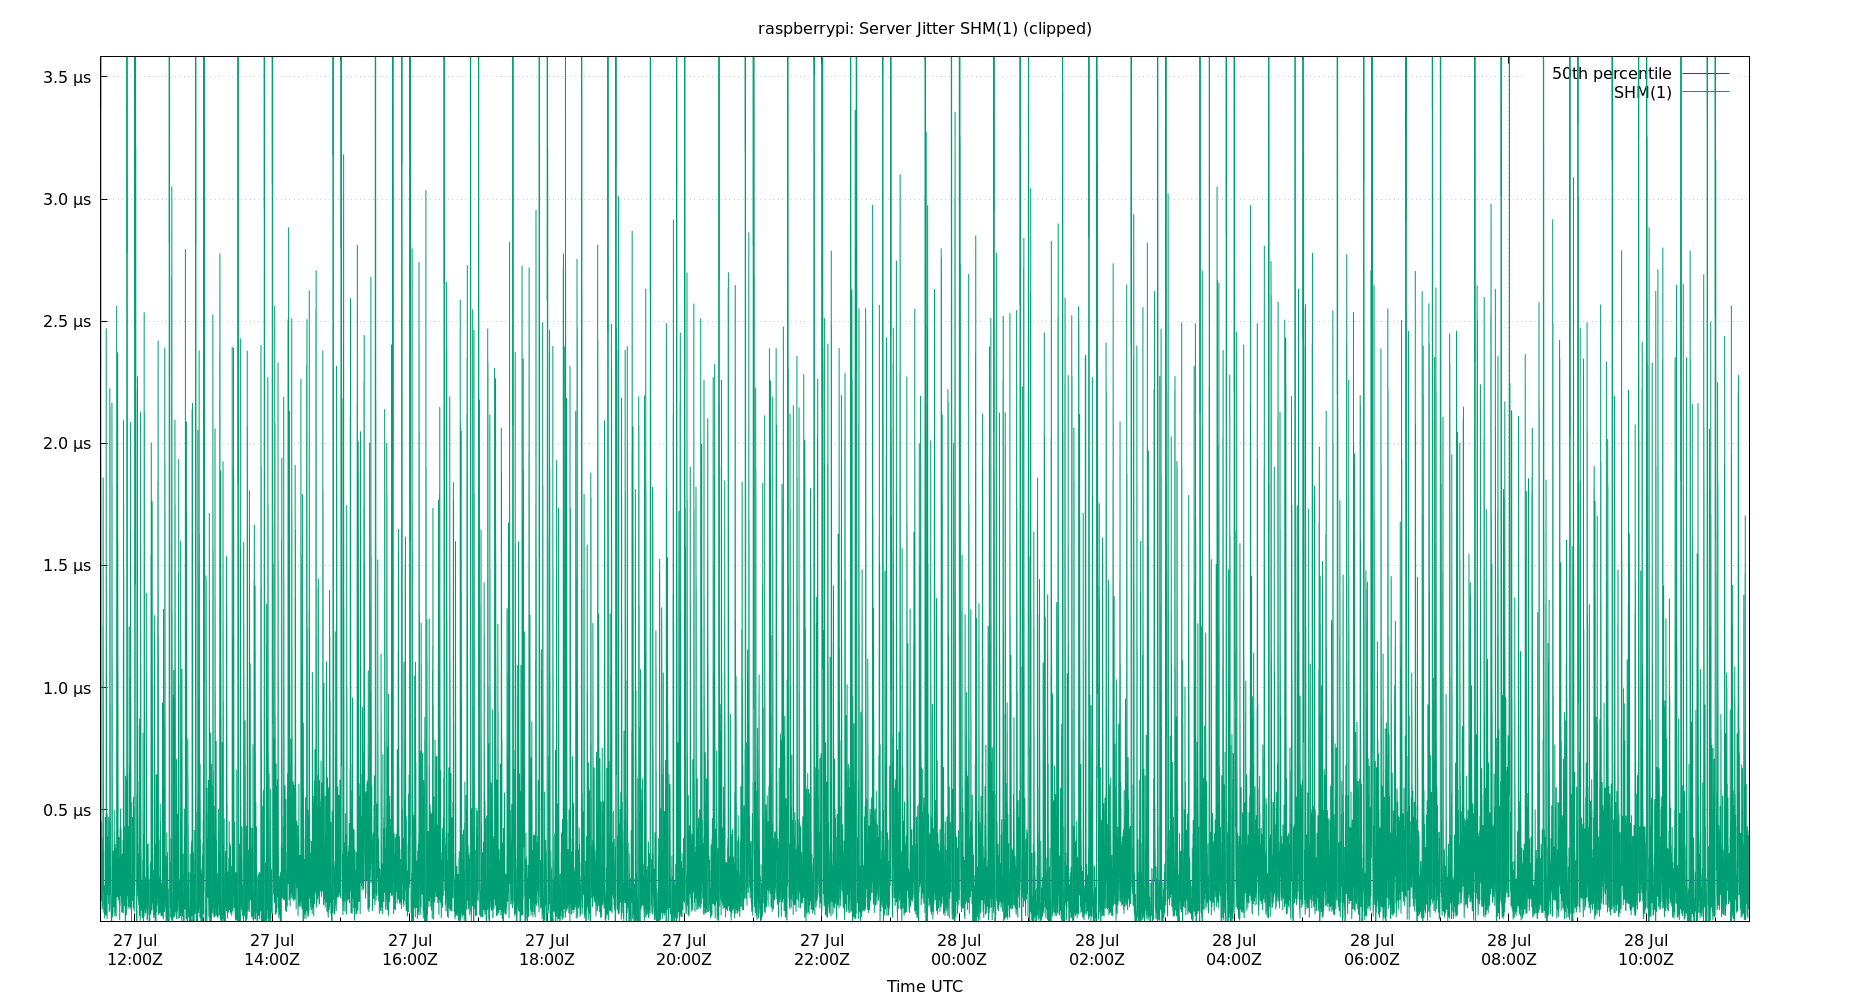 raspberrypi: Server Jitter SHM(1) (clipped)
50th percentile
SHM(1)
3.5 µs
3.0 µs
2.5 µs
2.0 µs
1.5 µs
1.0 µs
0.5 µs
27 Jul 27 Jul 27 Jul 27 Jul 27 Jul 27 Jul 28 Jul 28 Jul 28 Jul 28 Jul 28 Jul 28 Jul
12:00Z 14:00Z 16:00Z 18:00Z 20:00Z 22:00Z 00:00Z 02:00Z 04:00Z 06:00Z 08:00Z 10:00Z
Time UTC